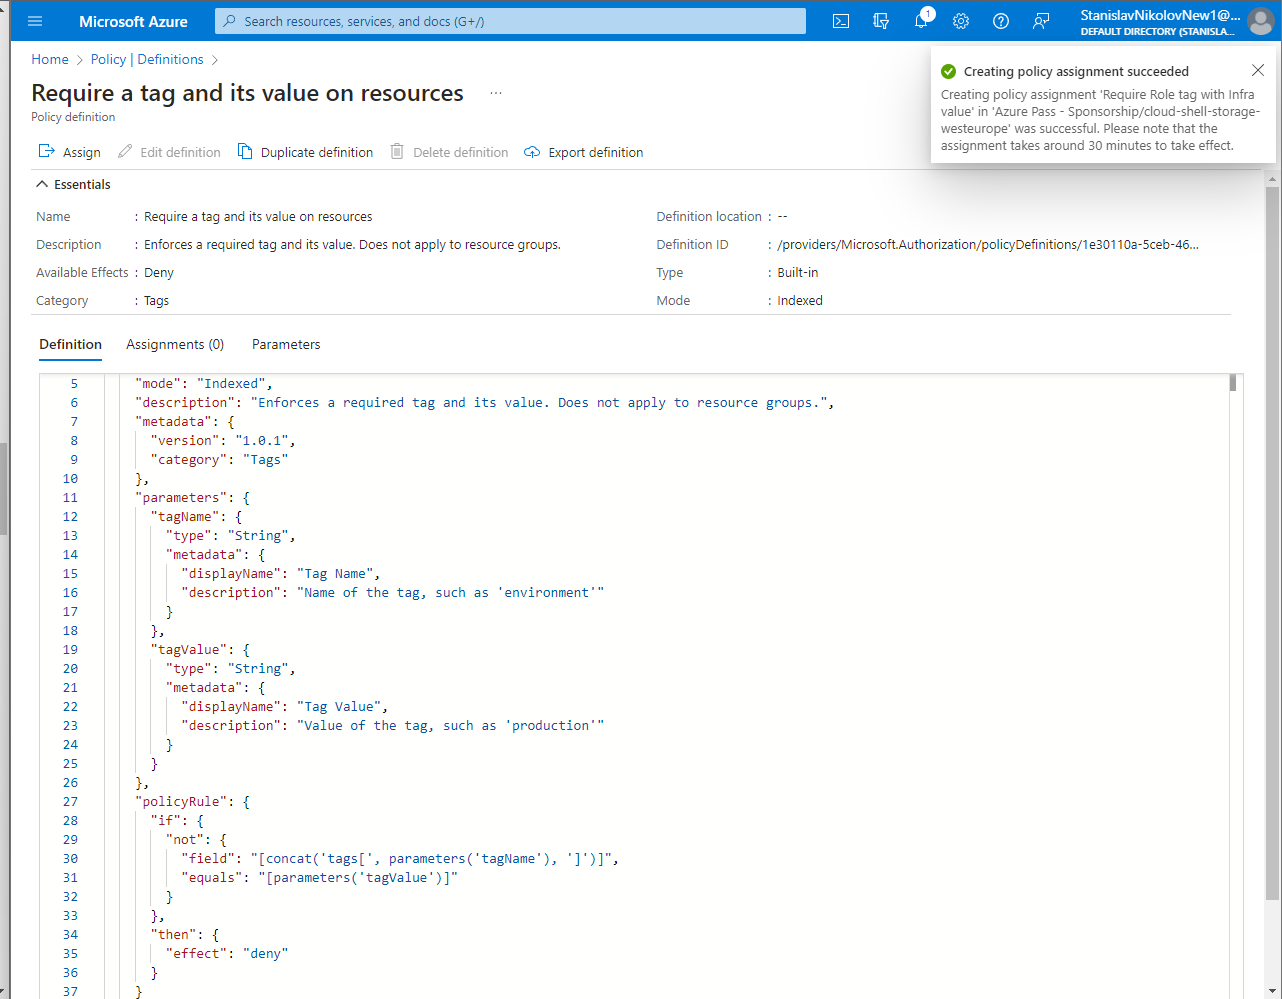 Microsoft Azure
Search resources, services, and docs (G+/)
1
StanislavNikolovNew1@...
DEFAULT DIRECTORY (STANISLA...
Home > Policy | Definitions >
Require a tag and its value on resources ...
Policy definition
Creating policy assignment succeeded
Creating policy assignment 'Require Role tag with Infra
value' in 'Azure Pass - Sponsorship/cloud-shell-storage-
westeurope' was successful. Please note that the
assignment takes around 30 minutes to take effect.
Assign Edit definition Duplicate definition Delete definition Export definition
Essentials
Name : Require a tag and its value on resources
Definition location : --
Description : Enforces a required tag and its value. Does not apply to resource groups.
Definition ID : /providers/Microsoft.Authorization/policyDefinitions/1e30110a-5ceb-46...
Available Effects : Deny
Type : Built-in
Category : Tags
Mode : Indexed
Definition Assignments (0) Parameters
5 "mode": "Indexed",
6 "description": "Enforces a required tag and its value. Does not apply to resource groups.",
7 "metadata": {
8 "version": "1.0.1",
9 "category": "Tags"
10 },
11 "parameters": {
12 "tagName": {
13 "type": "String",
14 "metadata": {
15 "displayName": "Tag Name",
16 "description": "Name of the tag, such as 'environment'"
17 }
18 },
19 "tagValue": {
20 "type": "String",
21 "metadata": {
22 "displayName": "Tag Value",
23 "description": "Value of the tag, such as 'production'"
24 }
25 }
26 },
27 "policyRule": {
28 "if": {
29 "not": {
30 "field": "[concat('tags[', parameters('tagName'), ']')]",
31 "equals": "[parameters('tagValue')]"
32 }
33 },
34 "then": {
35 "effect": "deny"
36 }
37 }